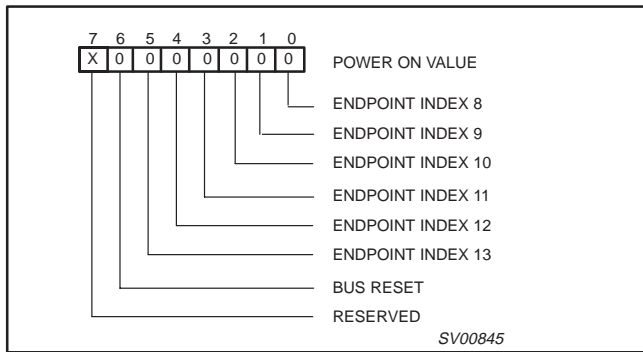 7 6 5 4 3 2 1 0
X 0 0 0 0 0 0 0 POWER ON VALUE
ENDPOINT INDEX 8
ENDPOINT INDEX 9
ENDPOINT INDEX 10
ENDPOINT INDEX 11
ENDPOINT INDEX 12
ENDPOINT INDEX 13
BUS RESET
RESERVED
SV00845